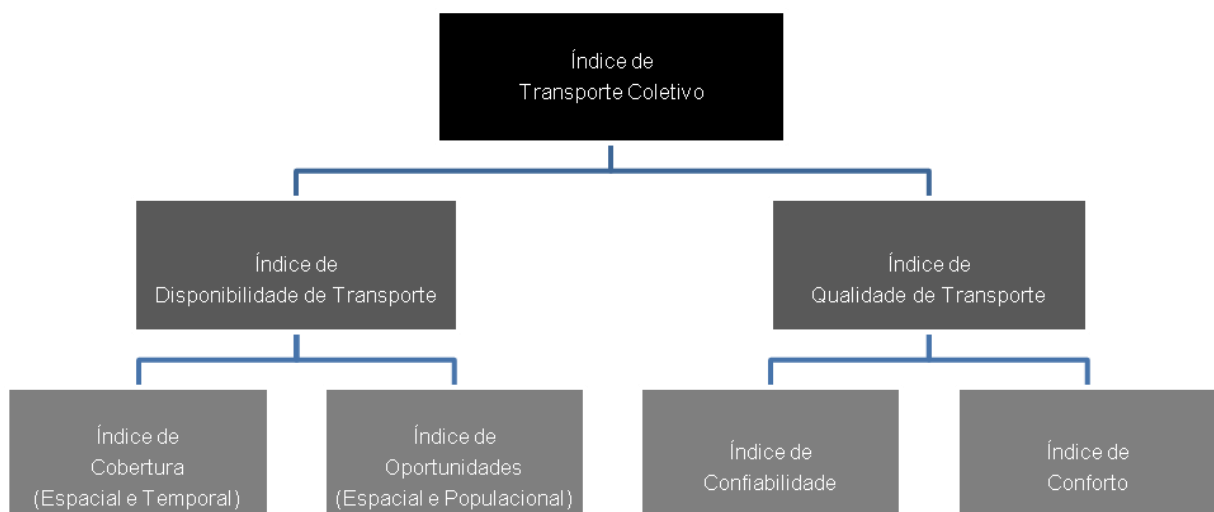 Índice de
Transporte Coletivo
Índice de
Disponibilidade de Transporte
Índice de
Qualidade de Transporte
Índice de
Cobertura
(Espacial e Temporal)
Índice de
Oportunidades
(Espacial e Populacional)
Índice de
Confiabilidade
Índice de
Conforto